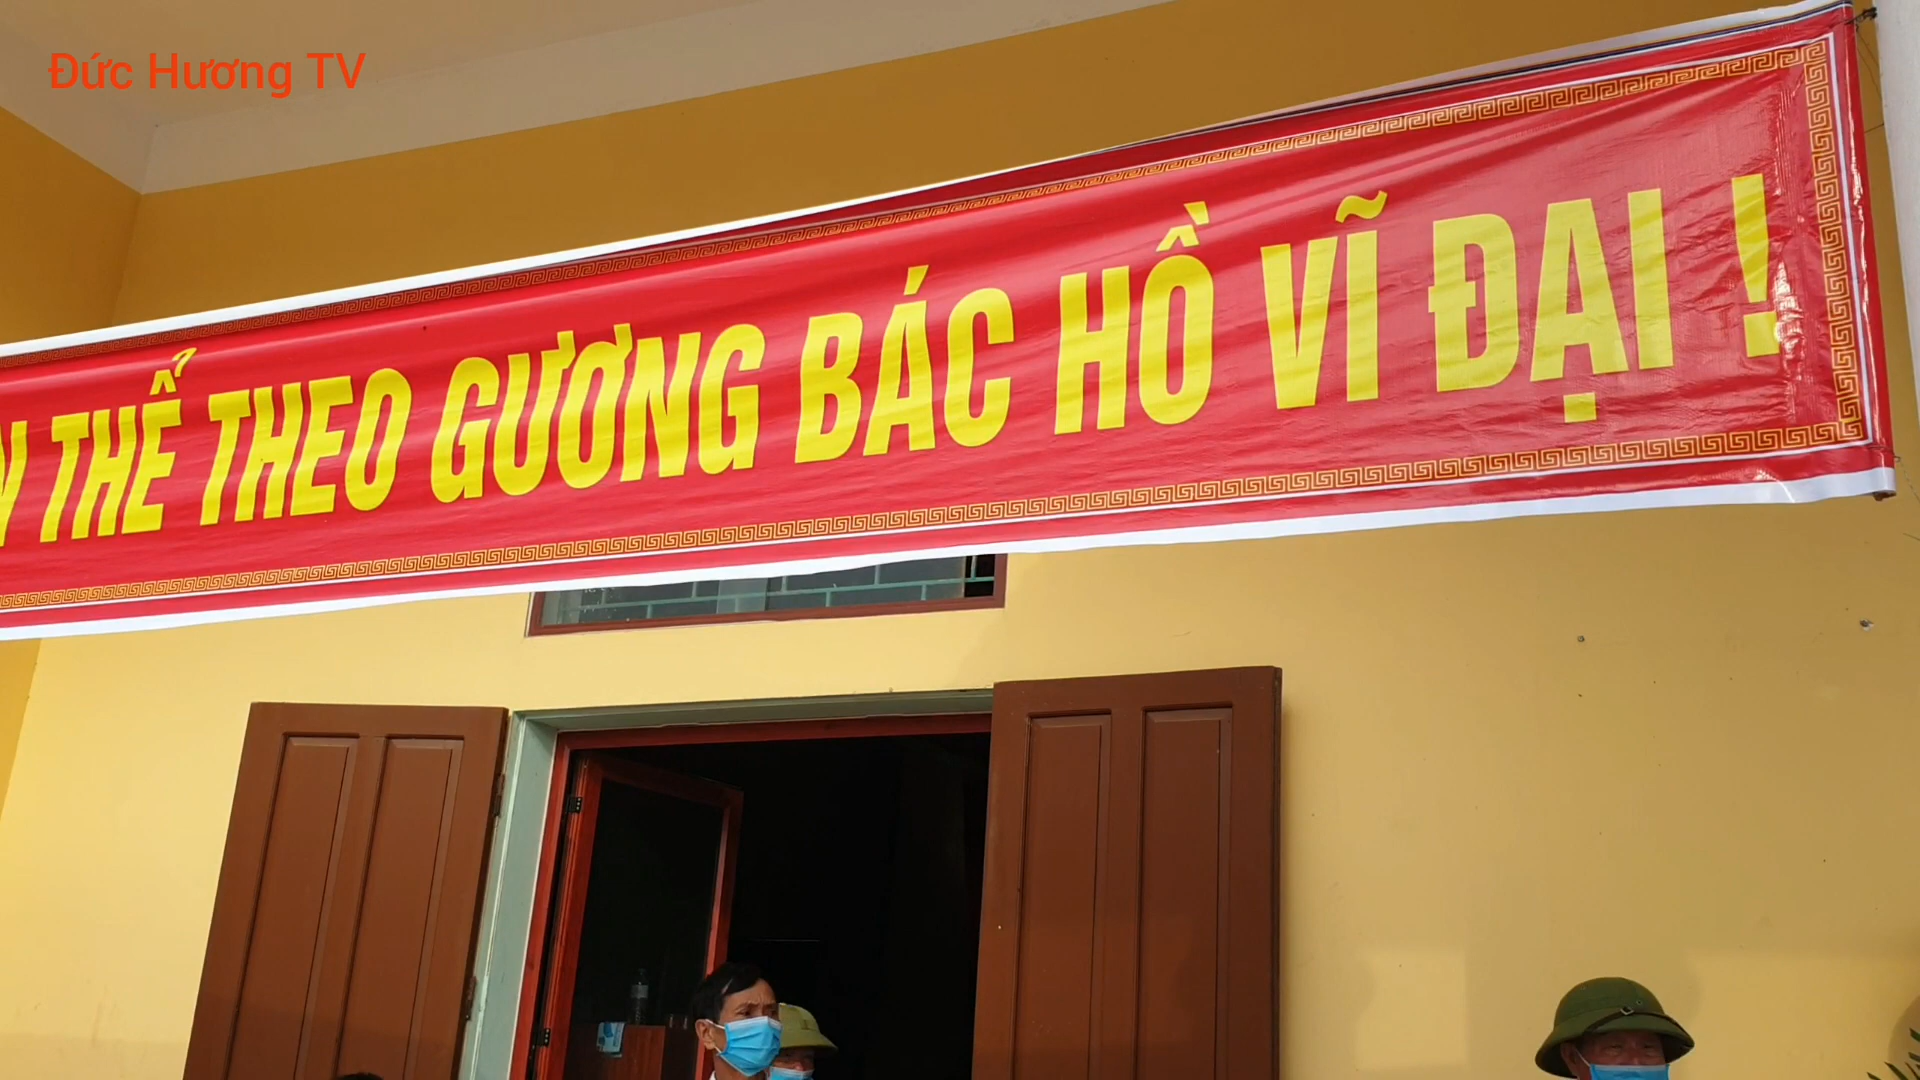 Đức Hương TV
THỂ THEO GƯƠNG BÁC HỒ VĨ ĐẠI !